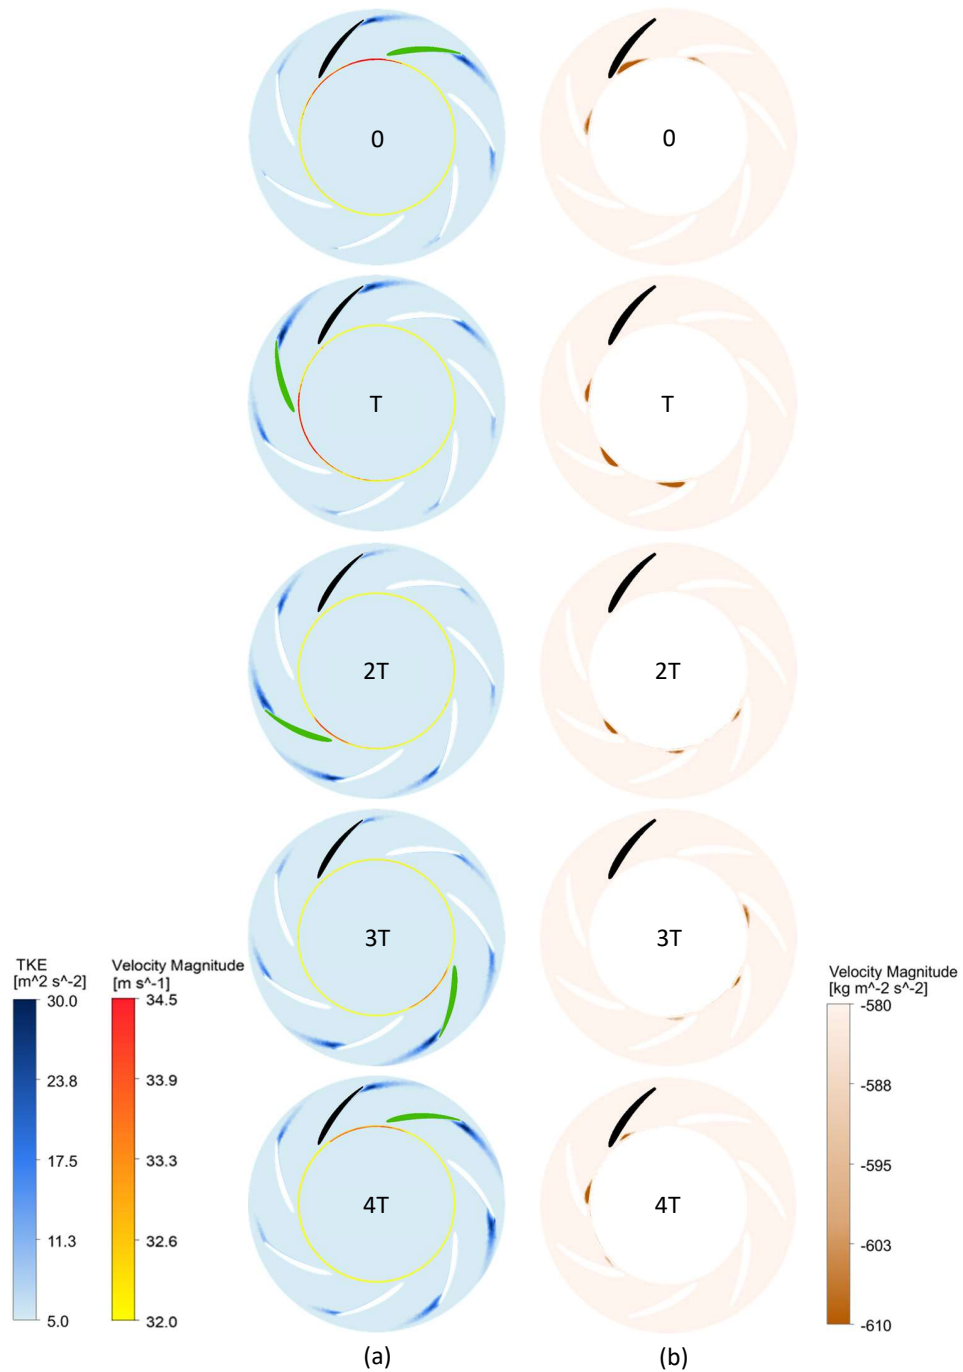 0
0
T
T
2T
2T
3T
3T
TKE
[m^2 s^-2]
30.0
23.8
17.5
11.3
5.0
Velocity Magnitude
[m s^-1]
34.5
33.9
33.3
32.6
32.0
Velocity Magnitude
[kg m^-2 s^-2]
-580
-588
-595
-603
-610
4T
4T
(a)
(b)